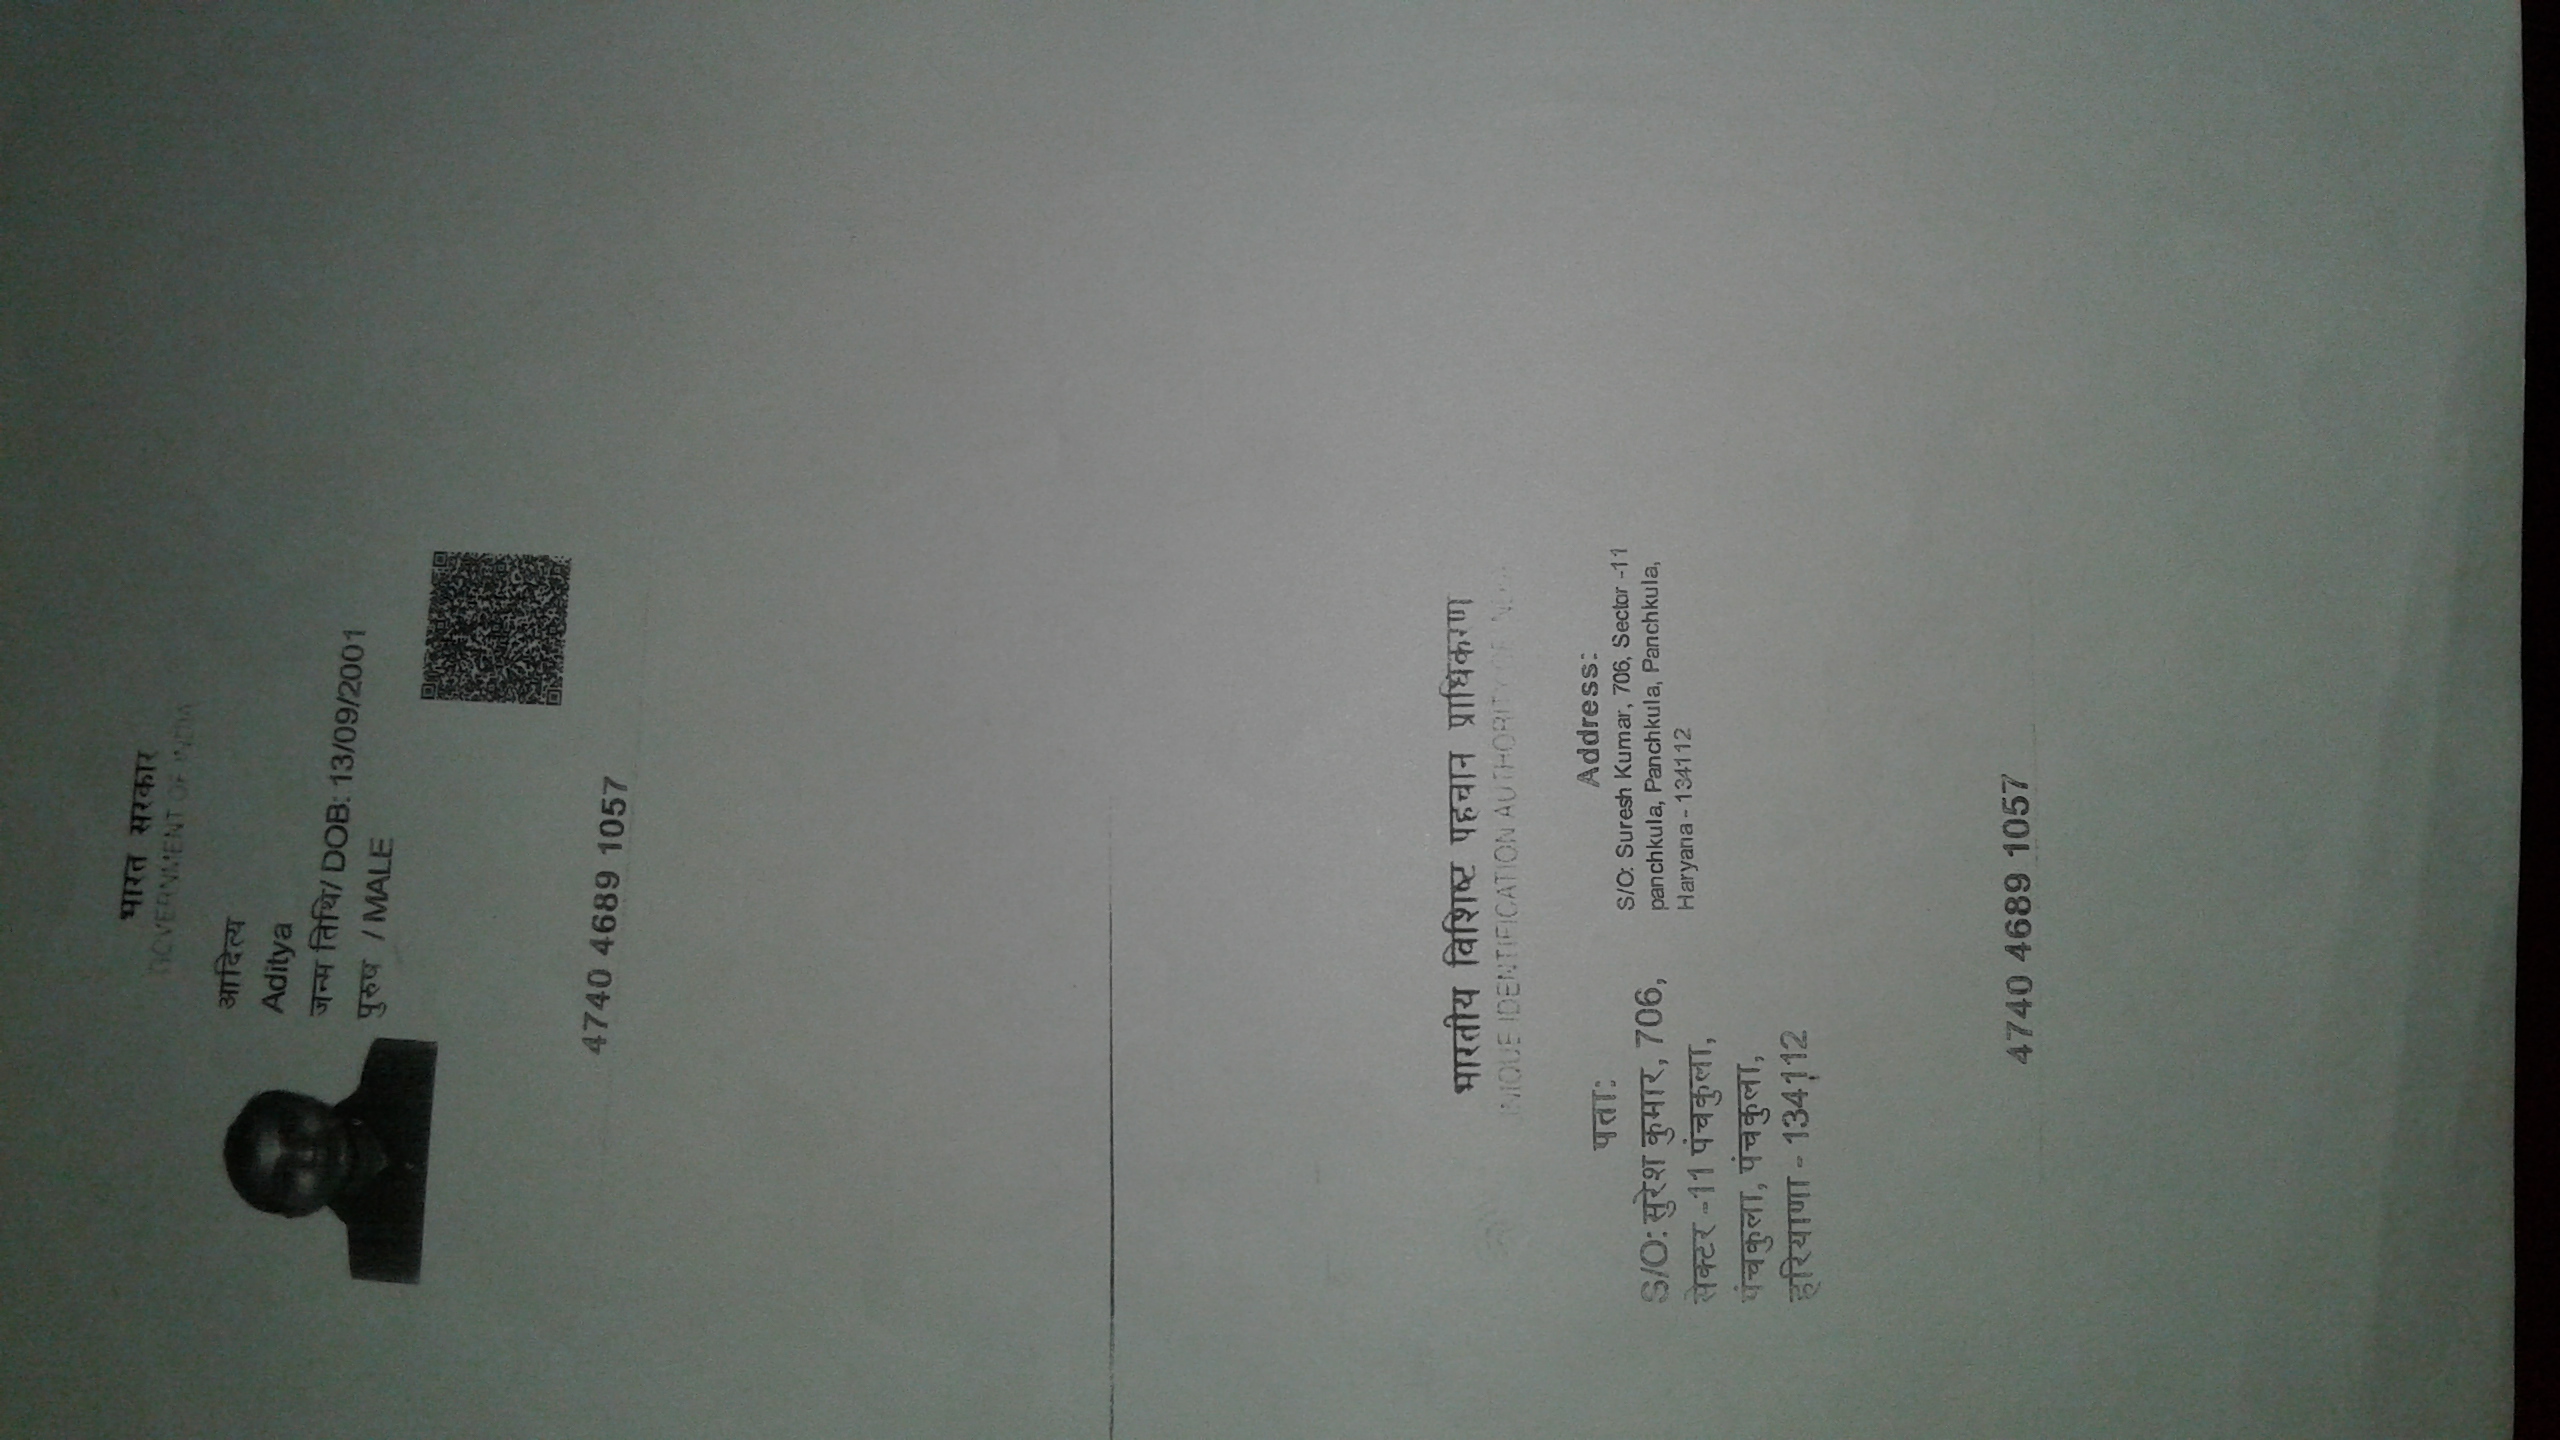 भारत सरकार
GOVERNMENT OF INDIA
आदित्य
Aditya
जन्म तिथि/ DOB: 13/09/2001
पुरुष / MALE
4740 4689 1057
भारतीय विशिष्ट पहचान प्राधिकरण
UNIQUE IDENTIFICATION AUTHORITY OF INDIA
पता:
S/O: सुरेश कुमार, 706,
सेक्टर -11 पंचकुला,
पंचकुला, पंचकुला,
हरियाणा - 134112
Address:
S/O: Suresh Kumar, 706, Sector -11
panchkula, Panchkula, Panchkula,
Haryana - 134112
4740 4689 1057